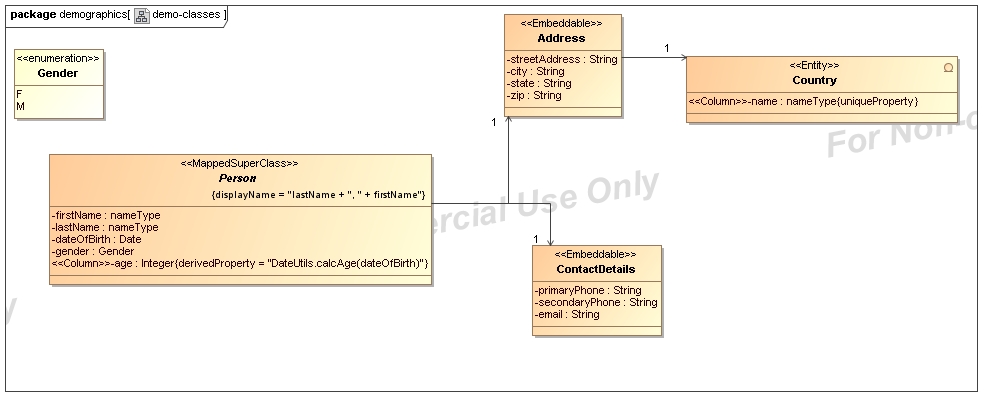 package demographics[ demo-classes ]
<<enumeration>>
Gender
F
M
<<Embeddable>>
Address
-streetAddress : String
-city : String
-state : String
-zip : String
1
1
<<Entity>>
Country
<<Column>>-name : nameType{uniqueProperty}
<<MappedSuperClass>>
Person
{displayName = "lastName + ", " + firstName"}
-firstName : nameType
-lastName : nameType
-dateOfBirth : Date
-gender : Gender
<<Column>>-age : Integer{derivedProperty = "DateUtils.calcAge(dateOfBirth)"}
1
<<Embeddable>>
ContactDetails
-primaryPhone : String
-secondaryPhone : String
-email : String
ercial Use Only
For Non-c
y